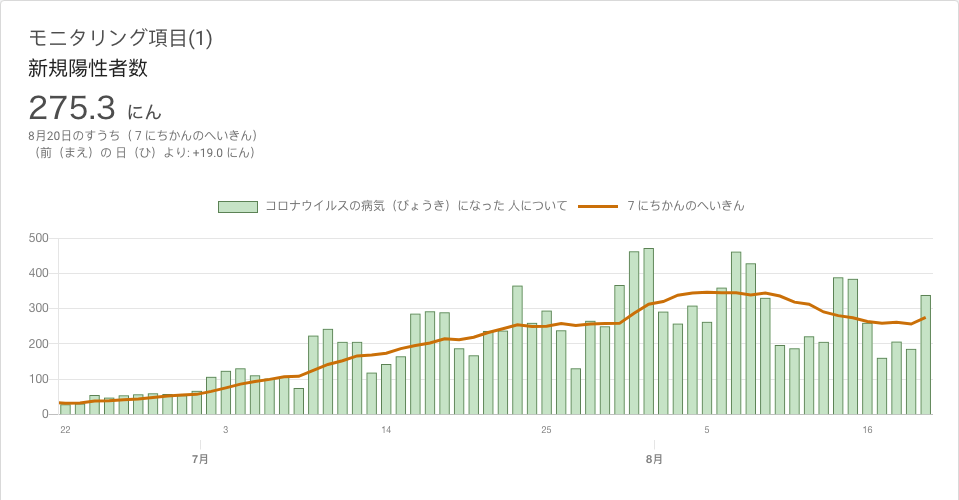 モニタリング項目(1)
新規陽性者数
275.3 にん
8月20日のすうち（７にちかんのへいきん）
（前（まえ）の 日（ひ）より: +19.0 にん）
コロナウイルスの病気（びょうき）になった 人について
７にちかんのへいきん
500
400
300
200
100
0
22 3 14 25 5 16
7月 8月